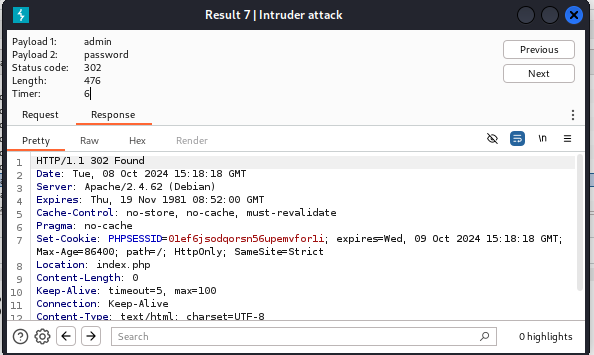 Result 7 | Intruder attack
Payload 1: admin
Payload 2: password
Status code: 302
Length: 476
Timer: 6
Previous
Next
Request Response
Pretty Raw Hex Render
\n
1 HTTP/1.1 302 Found
2 Date: Tue, 08 Oct 2024 15:18:18 GMT
3 Server: Apache/2.4.62 (Debian)
4 Expires: Thu, 19 Nov 1981 08:52:00 GMT
5 Cache-Control: no-store, no-cache, must-revalidate
6 Pragma: no-cache
7 Set-Cookie: PHPSESSID=01ef6jsodqorsn56upemvfor1i; expires=Wed, 09 Oct 2024 15:18:18 GMT;
Max-Age=86400; path=/; HttpOnly; SameSite=Strict
8 Location: index.php
9 Content-Length: 0
10 Keep-Alive: timeout=5, max=100
11 Connection: Keep-Alive
12 Content-Type: text/html; charset=UTF-8
Search
0 highlights